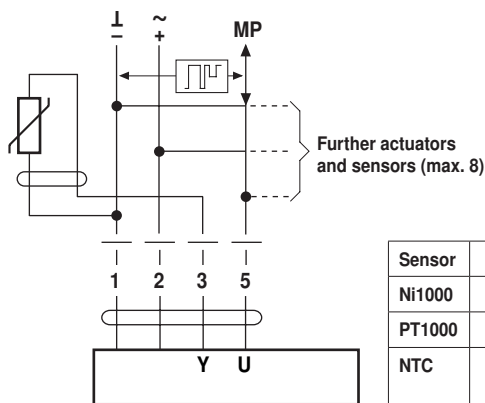 ⊥ ~
− + MP
Further actuators
and sensors (max. 8)
1 2 3 5
Y U
Sensor
Ni1000
PT1000
NTC